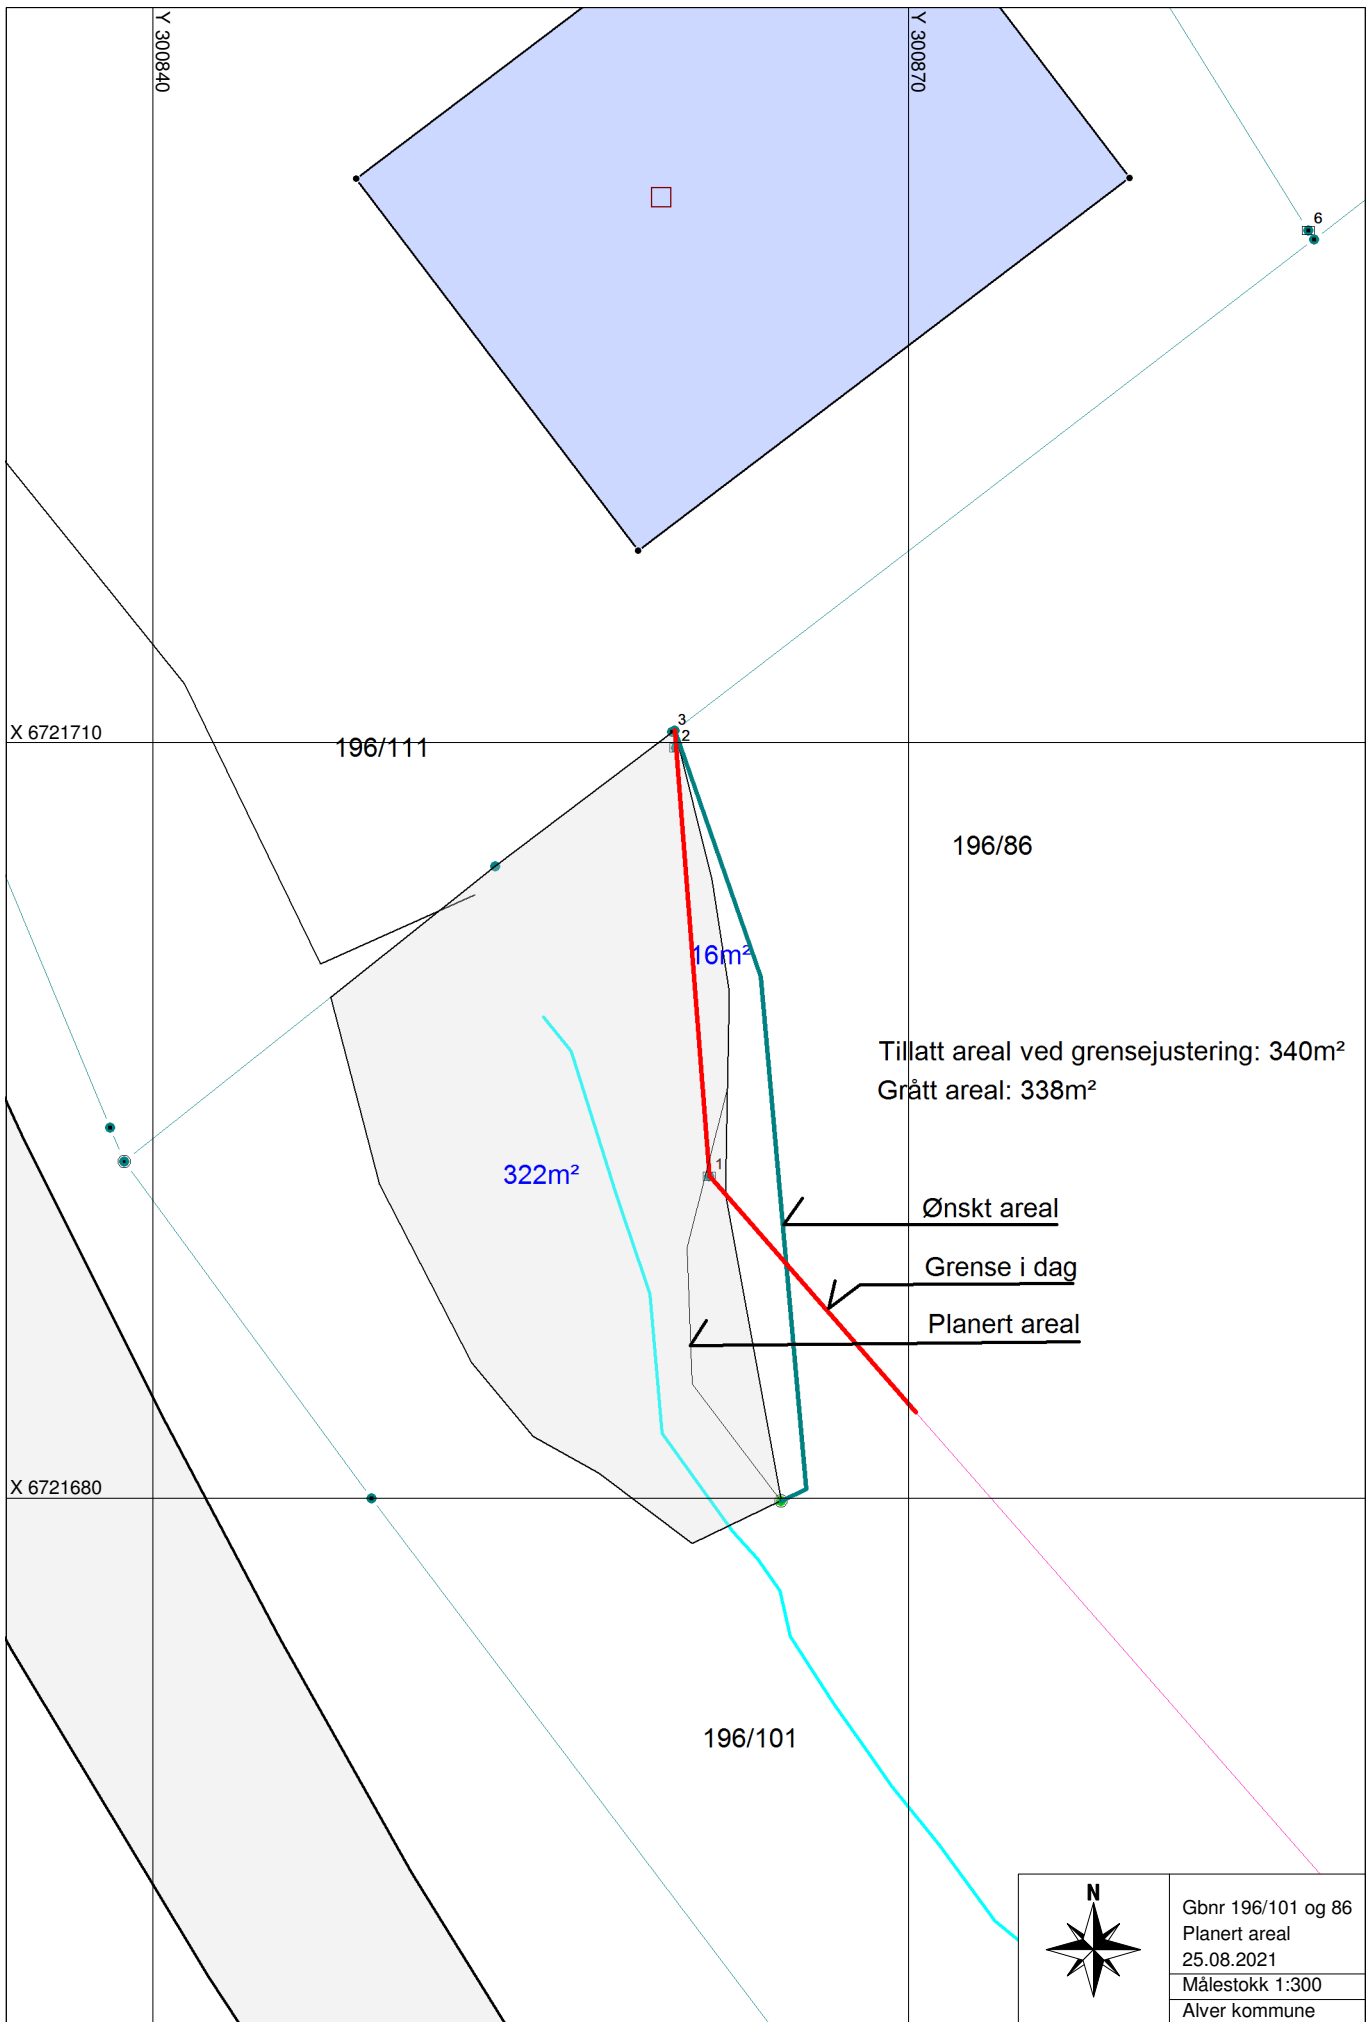 Y 300840
Y 300870
6
3
X 6721710
2
196/111
196/86
16m²
Tillatt areal ved grensejustering: 340m²
Grått areal: 338m²
1
322m²
Ønskt areal
Grense i dag
Planert areal
X 6721680
196/101
N
Gbnr 196/101 og 86
Planert areal
25.08.2021
Målestokk 1:300
Alver kommune